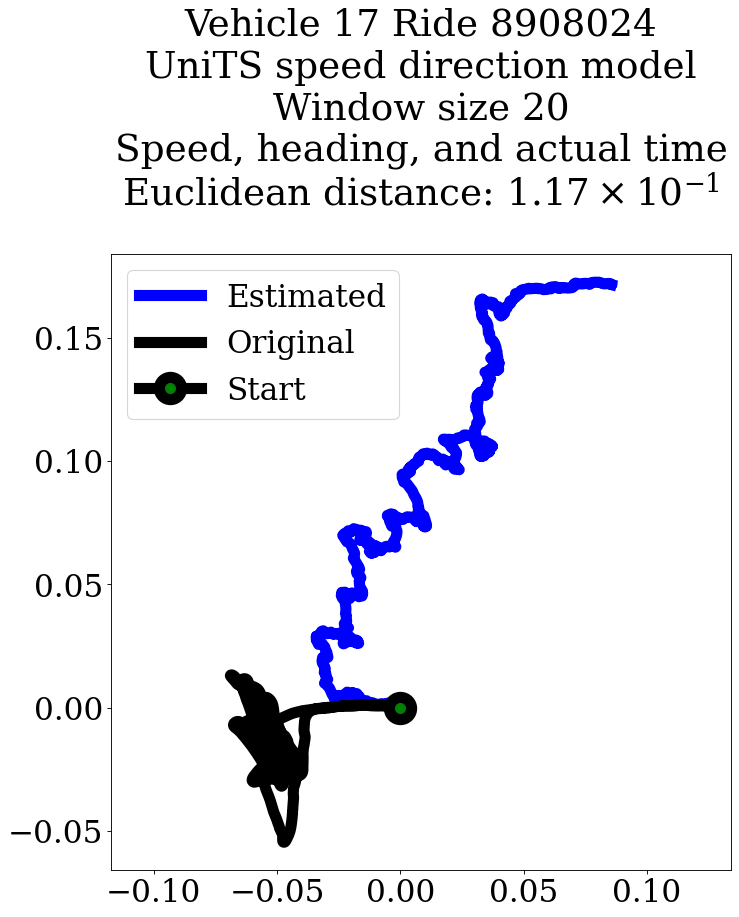 Vehicle 17 Ride 8908024
UniTS speed direction model
Window size 20
Speed, heading, and actual time
Euclidean distance: 1.17 × 10⁻¹
Estimated
Original
Start
0.15
0.10
0.05
0.00
−0.05
−0.10 −0.05 0.00 0.05 0.10